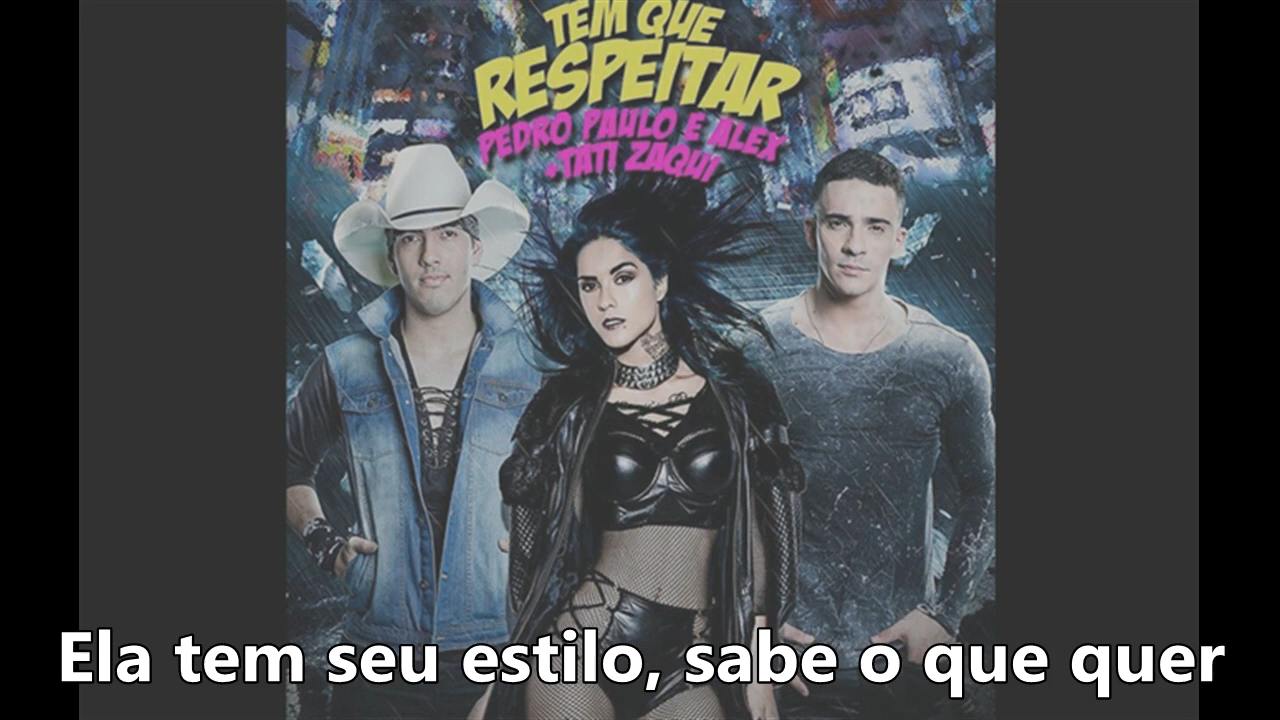 TEM QUE
RESPEITAR
PEDRO PAULO E ALEX
+TATI ZAQUI
Ela tem seu estilo, sabe o que quer